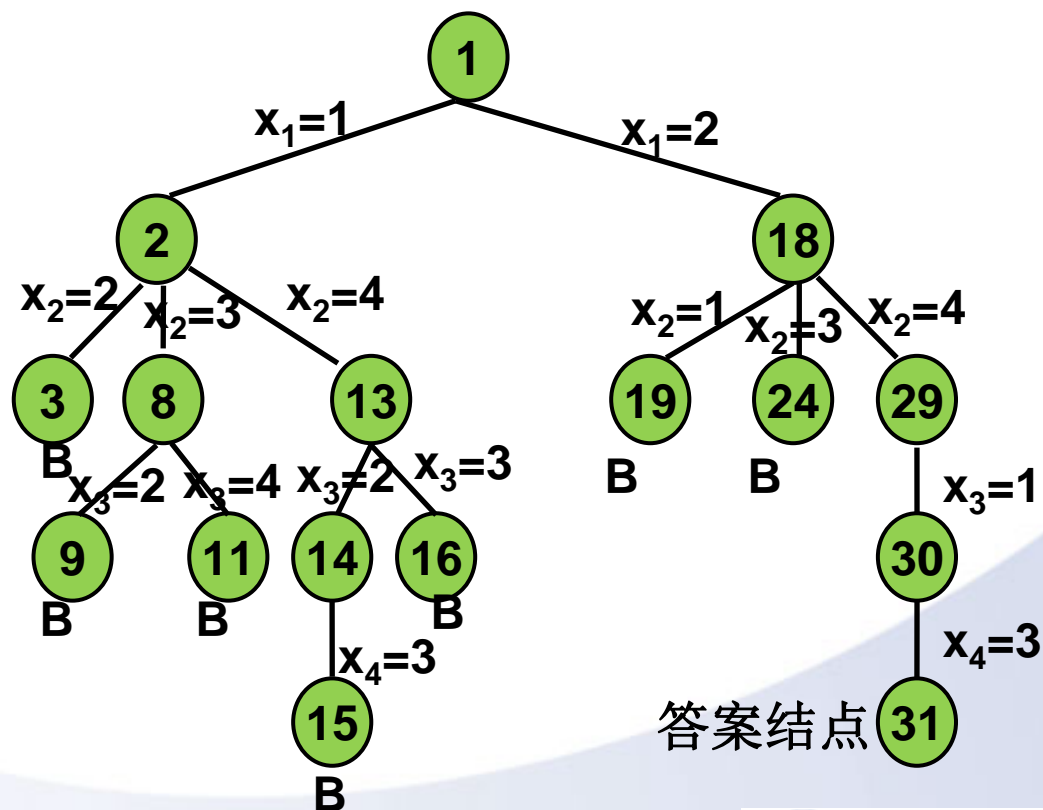 1
x₁=1
x₁=2
2
18
x₂=2
x₂=3
x₂=4
x₂=1
x₂=3
x₂=4
3
8
13
19
24
29
B
x₃=2
x₃=4
x₃=2
x₃=3
B
B
x₃=1
9
11
14
16
30
B
B
B
x₄=3
x₄=3
15
答案结点 31
B